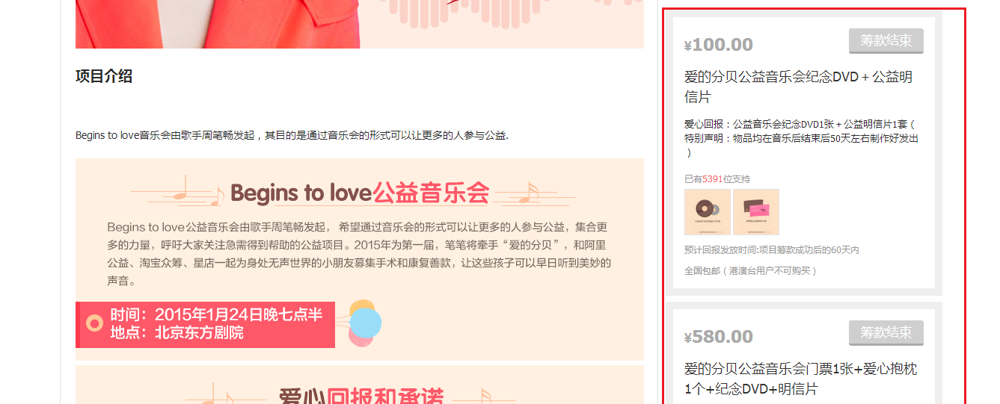 项目介绍
Begins to love音乐会由歌手周笔畅发起，其目的是通过音乐会的形式可以让更多的人参与公益.
Begins to love公益音乐会
Begins to love公益音乐会由歌手周笔畅发起， 希望通过音乐会的形式可以让更多的人参与公益，集合更
多的力量，呼吁大家关注急需得到帮助的公益项目。2015年为第一届，笔笔将牵手“爱的分贝”，和阿里
公益、淘宝众筹、星店一起为身处无声世界的小朋友募集手术和康复善款，让这些孩子可以早日听到美妙的
声音。
时间：2015年1月24日晚七点半
地点：北京东方剧院
爱心回报和承诺
¥100.00
筹款结束
爱的分贝公益音乐会纪念DVD＋公益明
信片
爱心回报：公益音乐会纪念DVD1张＋公益明信片1套（
特别声明：物品均在音乐后结束后50天左右制作好发出
）
已有5391位支持
预计回报发放时间:项目筹款成功后的60天内
全国包邮（港澳台用户不可购买）
¥580.00
筹款结束
爱的分贝公益音乐会门票1张+爱心抱枕
1个+纪念DVD+明信片